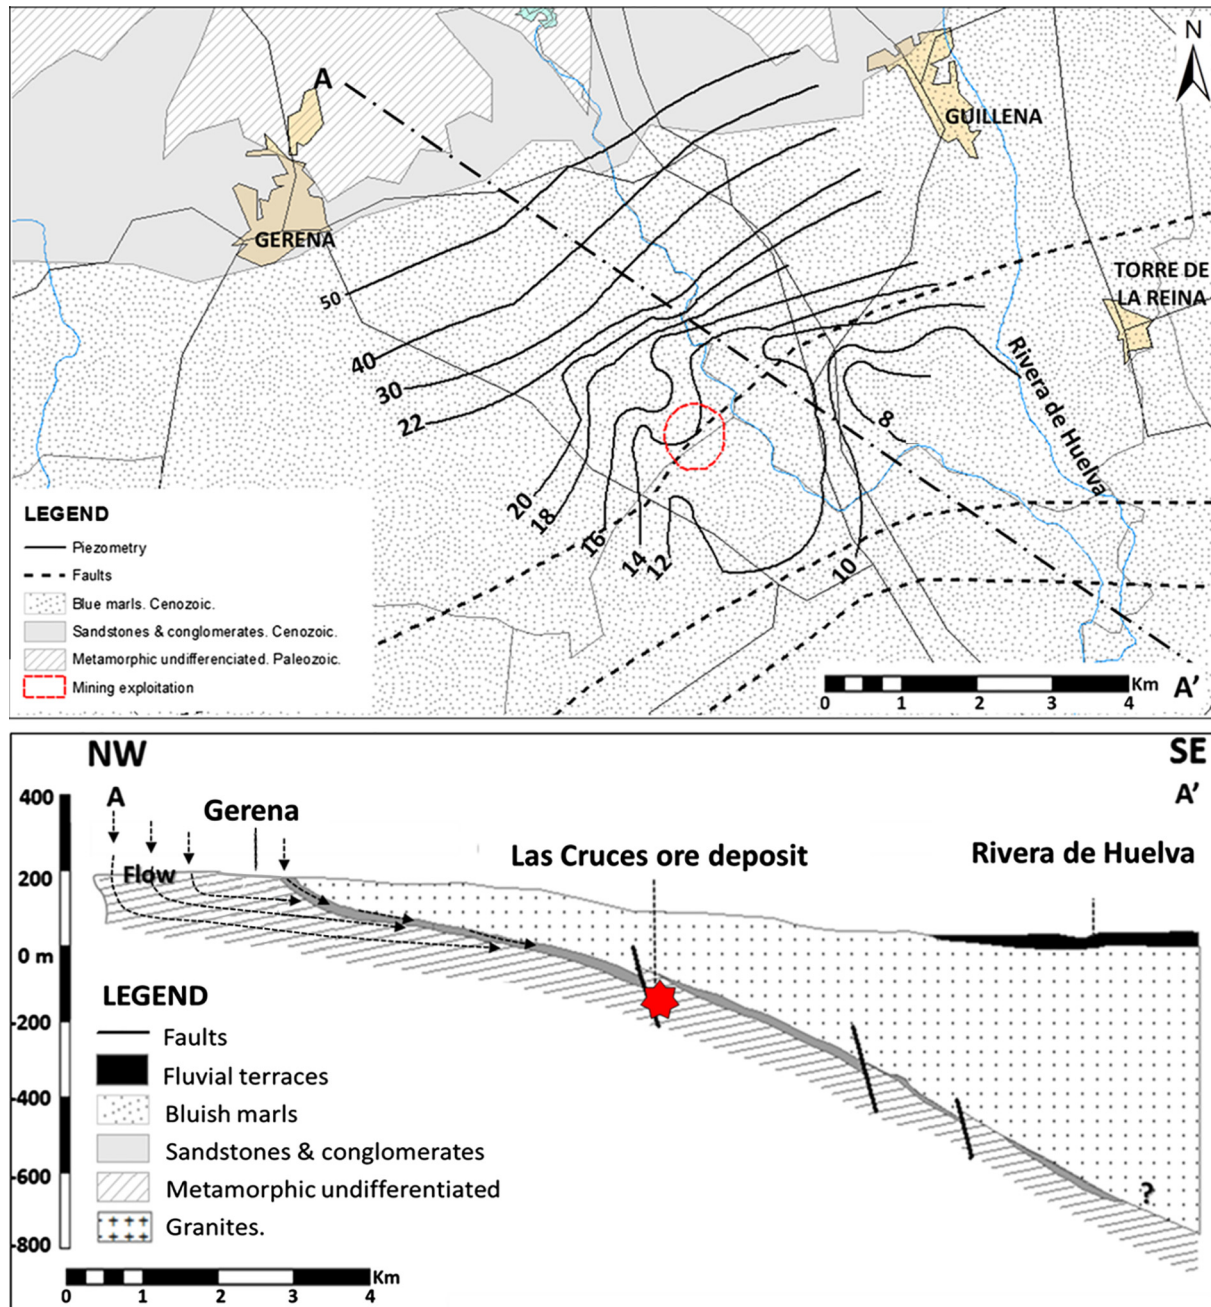 N
A
GUILLENA
GERENA
TORRE DE
LA REINA
50
40
30
22
20
18
16
14
12
10
8
Rivera de Huelva
LEGEND
Piezometry
Faults
Blue marls. Cenozoic.
Sandstones & conglomerates. Cenozoic.
Metamorphic undifferenciated. Paleozoic.
Mining exploitation
Km
0 1 2 3 4
A'
NW
SE
A
A'
400
200
0 m
-200
-400
-600
-800
Gerena
Flow
Las Cruces ore deposit
Rivera de Huelva
?
LEGEND
Faults
Fluvial terraces
Bluish marls
Sandstones & conglomerates
Metamorphic undifferentiated
Granites.
Km
0 1 2 3 4